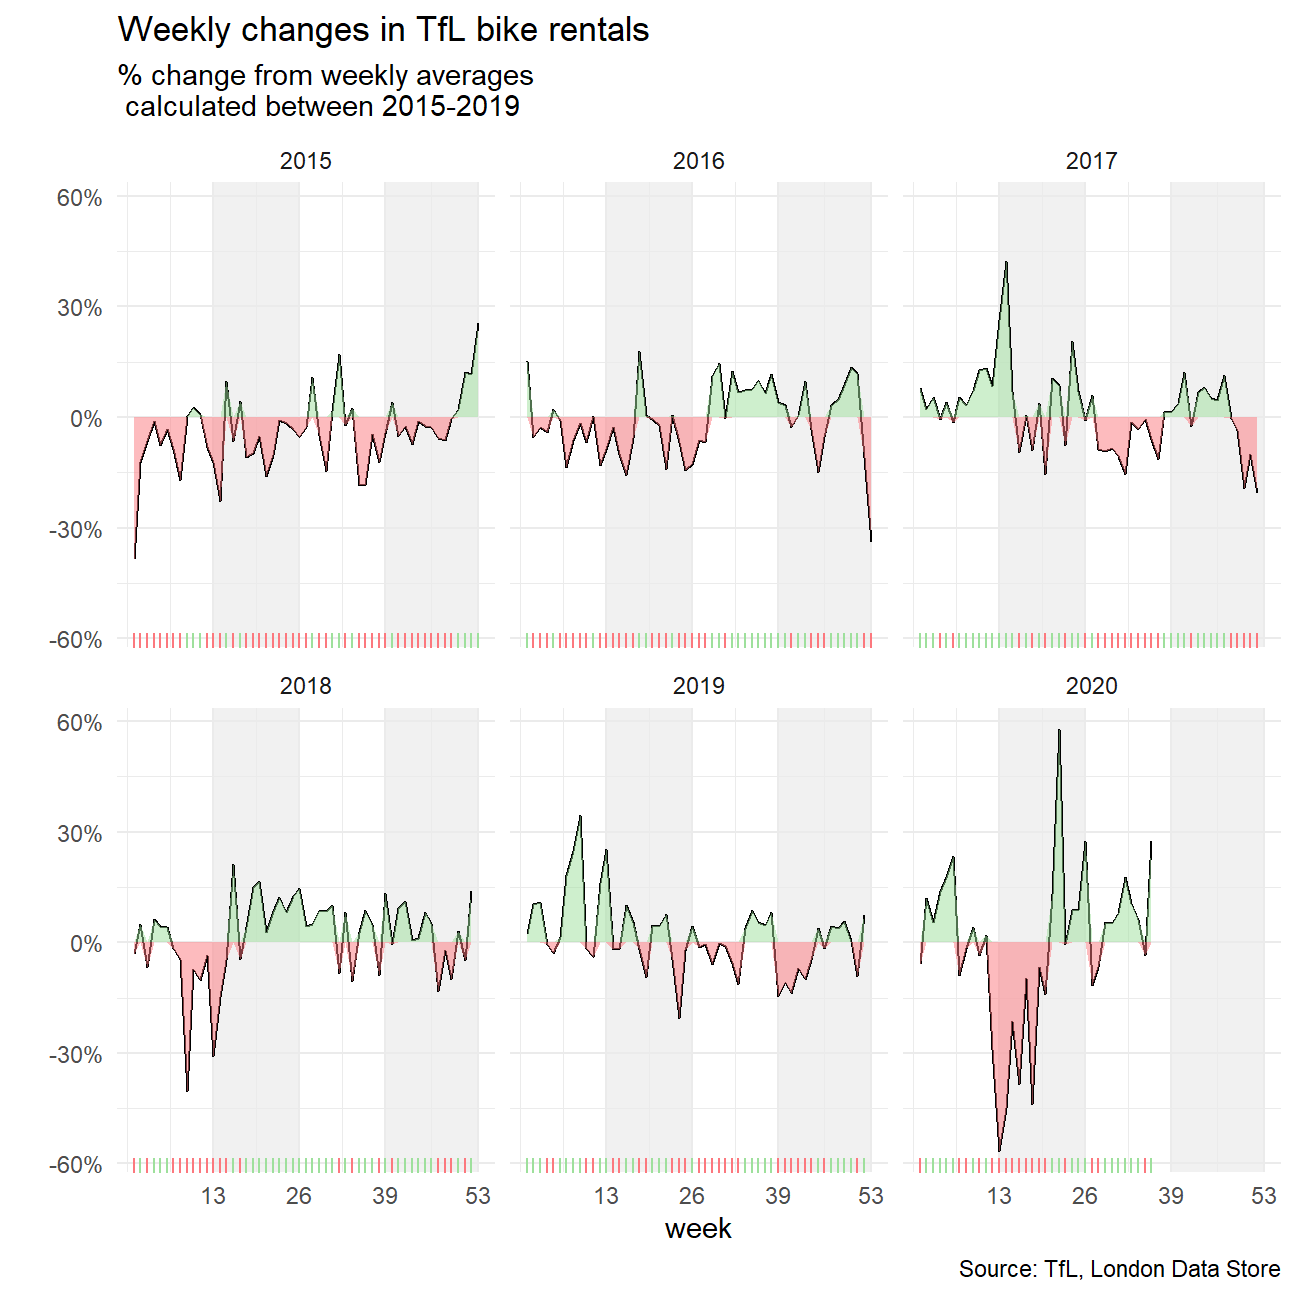 Weekly changes in TfL bike rentals
% change from weekly averages
calculated between 2015-2019
2015 2016 2017
60%
30%
0%
-30%
-60%
2018 2019 2020
60%
30%
0%
-30%
-60%
13 26 39 53 13 26 39 53 13 26 39 53
week
Source: TfL, London Data Store